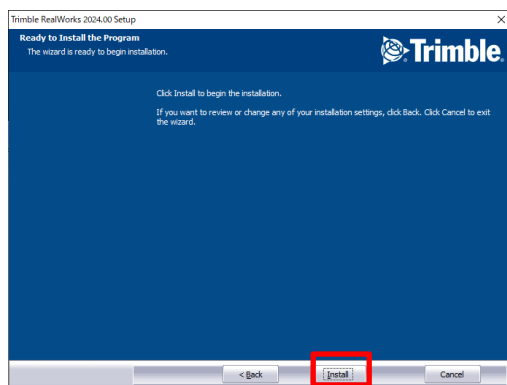 Trimble RealWorks 2024.00 Setup
Ready to Install the Program
The wizard is ready to begin installation.
Trimble.
Click Install to begin the installation.
If you want to review or change any of your installation settings, click Back. Click Cancel to exit
the wizard.
< Back
Install
Cancel